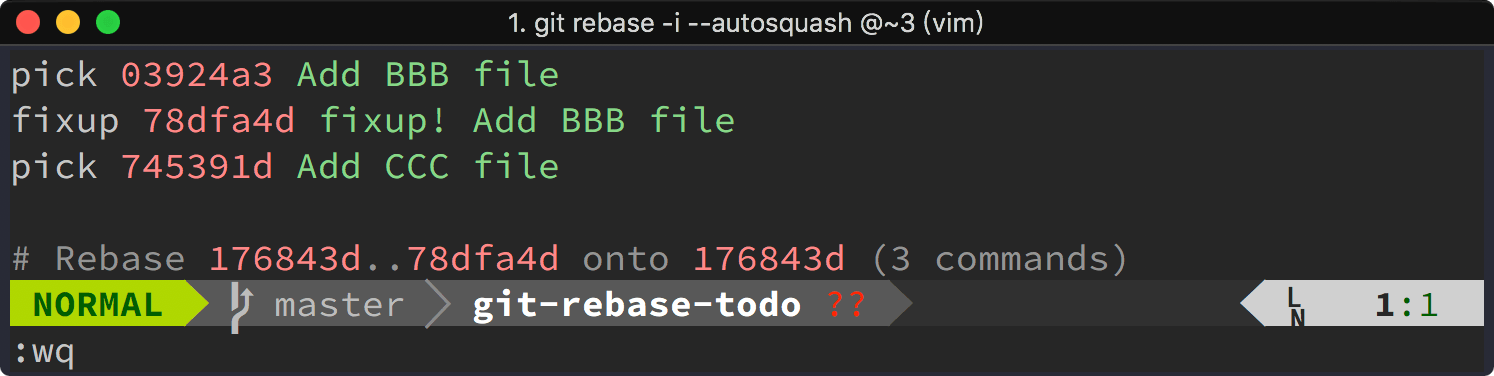 1. git rebase -i --autosquash @~3 (vim)
pick 03924a3 Add BBB file
fixup 78dfa4d fixup! Add BBB file
pick 745391d Add CCC file
# Rebase 176843d..78dfa4d onto 176843d (3 commands)
NORMAL master git-rebase-todo ?? LN 1:1
:wq